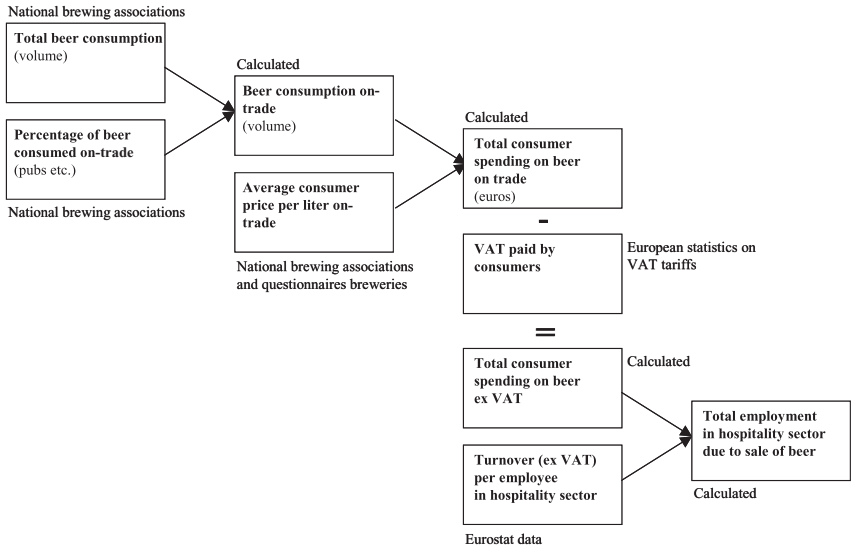 National brewing associations
Total beer consumption
(volume)
Percentage of beer
consumed on-trade
(pubs etc.)
National brewing associations
Calculated
Beer consumption on-
trade
(volume)
Average consumer
price per liter on-
trade
National brewing associations
and questionnaires breweries
Calculated
Total consumer
spending on beer
on trade
(euros)
-
VAT paid by
consumers
European statistics on
VAT tariffs
=
Total consumer
spending on beer
ex VAT
Calculated
Turnover (ex VAT)
per employee
in hospitality sector
Eurostat data
Total employment
in hospitality sector
due to sale of beer
Calculated